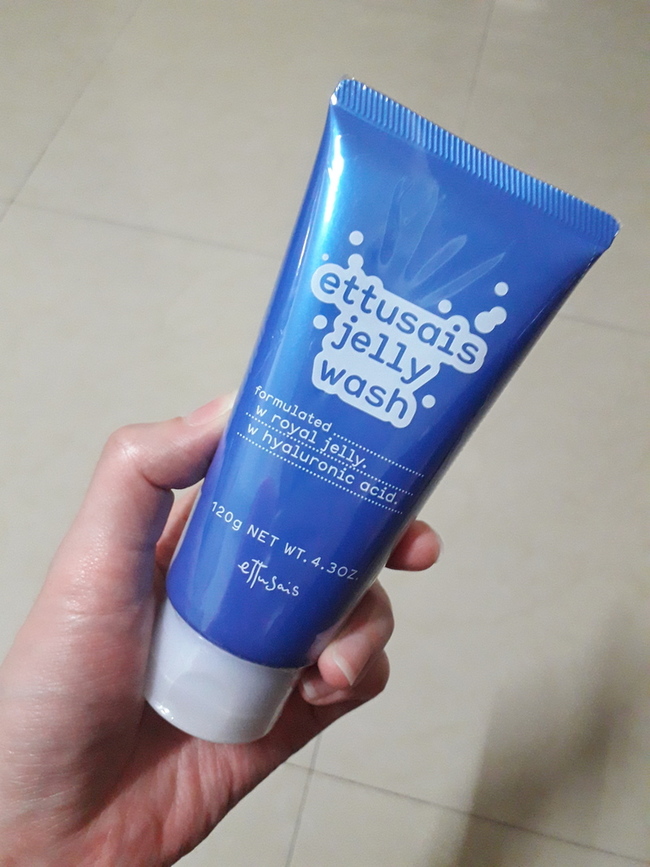 ettusais
jelly
wash
formulated
w royal jelly.
w hyaluronic acid.
120g NET WT. 4.3OZ.
ettusais